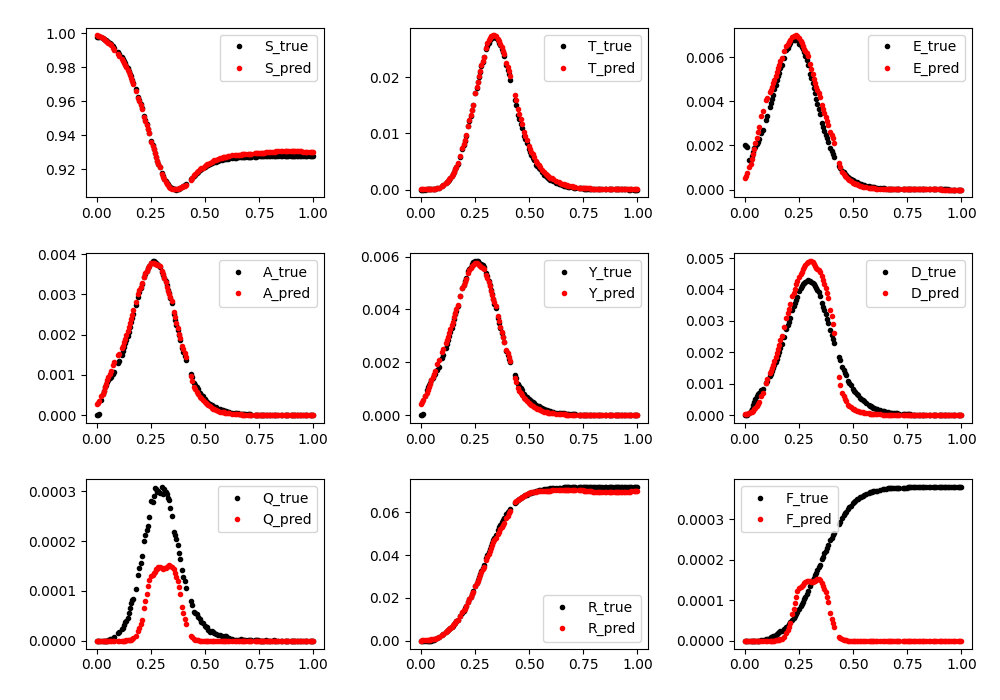 1.00
0.98
0.96
0.94
0.92
S_true
S_pred
0.00 0.25 0.50 0.75 1.00
0.02
0.01
0.00
T_true
T_pred
0.00 0.25 0.50 0.75 1.00
0.006
0.004
0.002
0.000
E_true
E_pred
0.00 0.25 0.50 0.75 1.00
0.004
0.003
0.002
0.001
0.000
A_true
A_pred
0.00 0.25 0.50 0.75 1.00
0.006
0.004
0.002
0.000
Y_true
Y_pred
0.00 0.25 0.50 0.75 1.00
0.005
0.004
0.003
0.002
0.001
0.000
D_true
D_pred
0.00 0.25 0.50 0.75 1.00
0.0003
0.0002
0.0001
0.0000
Q_true
Q_pred
0.00 0.25 0.50 0.75 1.00
0.06
0.04
0.02
0.00
R_true
R_pred
0.00 0.25 0.50 0.75 1.00
0.0003
0.0002
0.0001
0.0000
F_true
F_pred
0.00 0.25 0.50 0.75 1.00